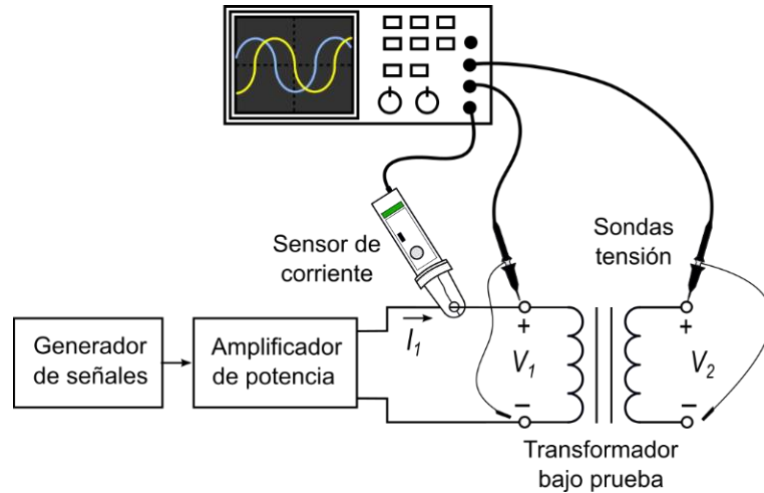 Sensor de
corriente
Sondas
tensión
Generador
de señales
Amplificador
de potencia
I1
+
V1
−
+
V2
−
Transformador
bajo prueba